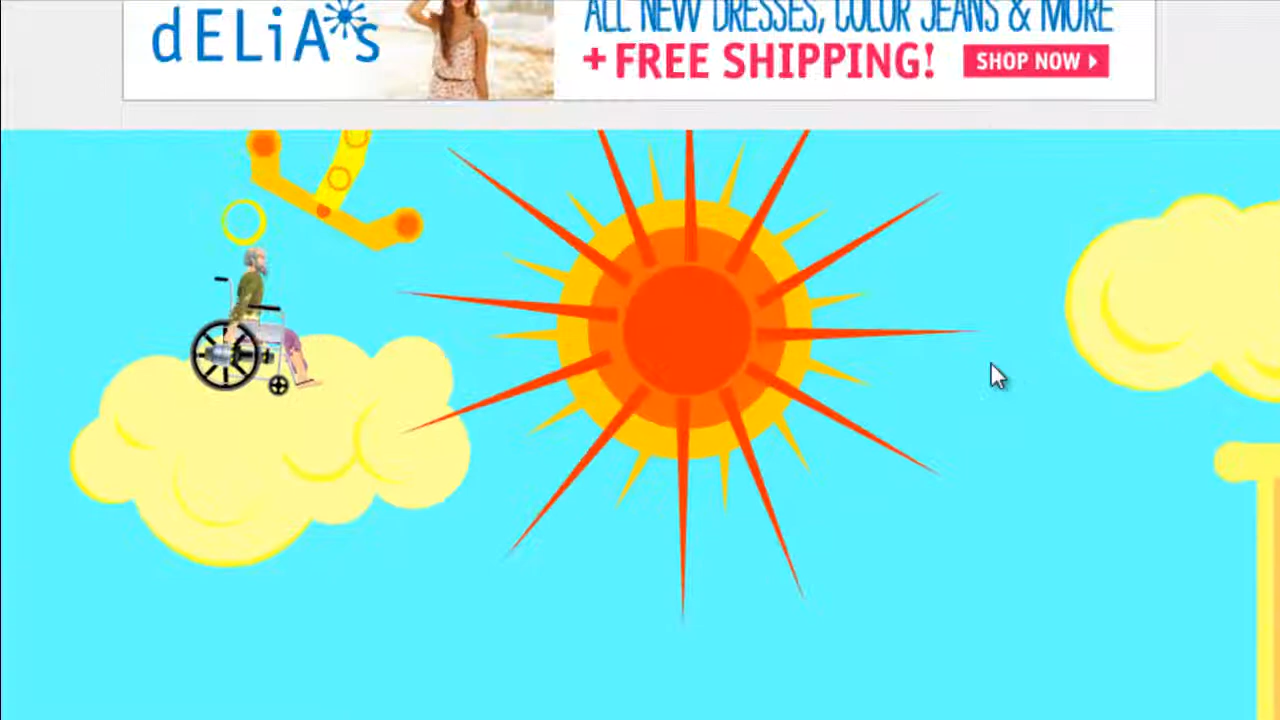 dELiA*s
ALL NEW DRESSES, COLOR JEANS & MORE
+ FREE SHIPPING!
SHOP NOW